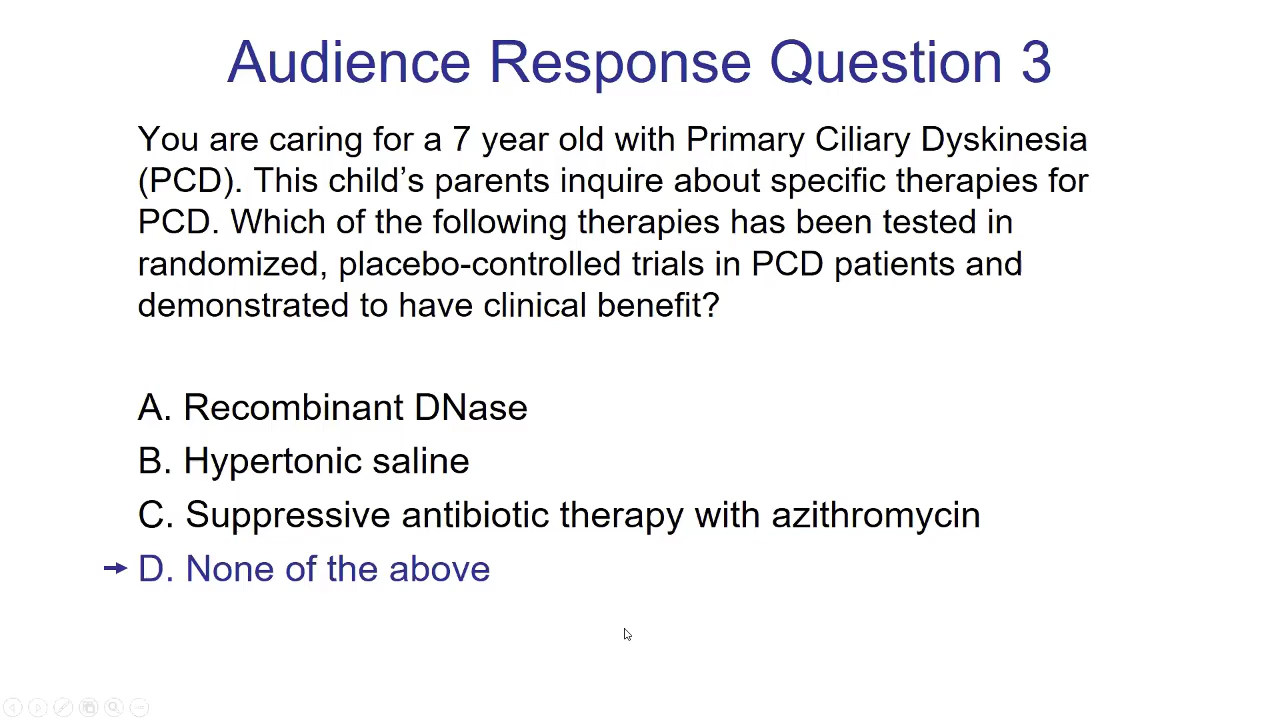 Audience Response Question 3
You are caring for a 7 year old with Primary Ciliary Dyskinesia
(PCD). This child’s parents inquire about specific therapies for
PCD. Which of the following therapies has been tested in
randomized, placebo-controlled trials in PCD patients and
demonstrated to have clinical benefit?
A. Recombinant DNase
B. Hypertonic saline
C. Suppressive antibiotic therapy with azithromycin
D. None of the above